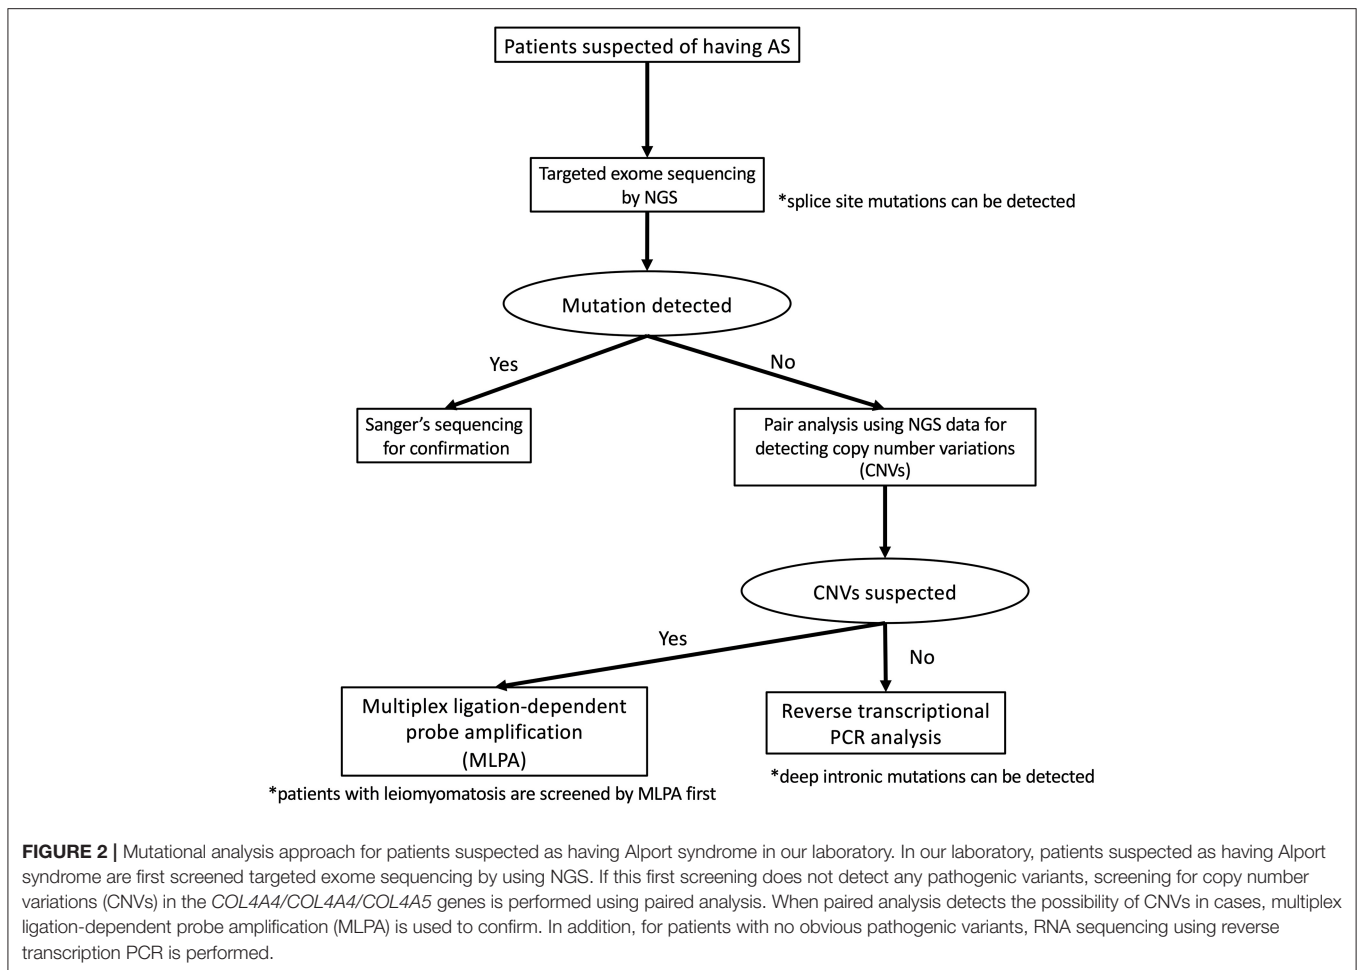 Patients suspected of having AS
Targeted exome sequencing
by NGS
*splice site mutations can be detected
Mutation detected
Yes
No
Sanger's sequencing
for confirmation
Pair analysis using NGS data for
detecting copy number variations
(CNVs)
CNVs suspected
Yes
No
Multiplex ligation-dependent
probe amplification
(MLPA)
*patients with leiomyomatosis are screened by MLPA first
Reverse transcriptional
PCR analysis
*deep intronic mutations can be detected
FIGURE 2 | Mutational analysis approach for patients suspected as having Alport syndrome in our laboratory. In our laboratory, patients suspected as having Alport
syndrome are first screened targeted exome sequencing by using NGS. If this first screening does not detect any pathogenic variants, screening for copy number
variations (CNVs) in the COL4A4/COL4A4/COL4A5 genes is performed using paired analysis. When paired analysis detects the possibility of CNVs in cases, multiplex
ligation-dependent probe amplification (MLPA) is used to confirm. In addition, for patients with no obvious pathogenic variants, RNA sequencing using reverse
transcription PCR is performed.